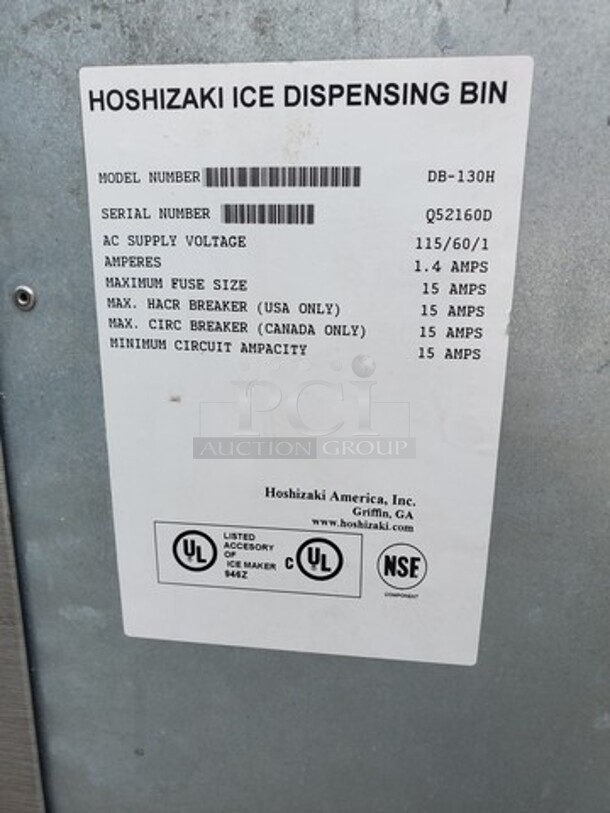 HOSHIZAKI ICE DISPENSING BIN
MODEL NUMBER DB-130H
SERIAL NUMBER Q52160D
AC SUPPLY VOLTAGE 115/60/1
AMPERES 1.4 AMPS
MAXIMUM FUSE SIZE 15 AMPS
MAX. HACR BREAKER (USA ONLY) 15 AMPS
MAX. CIRC BREAKER (CANADA ONLY) 15 AMPS
MINIMUM CIRCUIT AMPACITY 15 AMPS
PCi
AUCTION GROUP
Hoshizaki America, Inc.
Griffin, GA
www.hoshizaki.com
UL
LISTED
ACCESORY
OF
ICE MAKER
946Z
C UL
NSF
COMPONENT